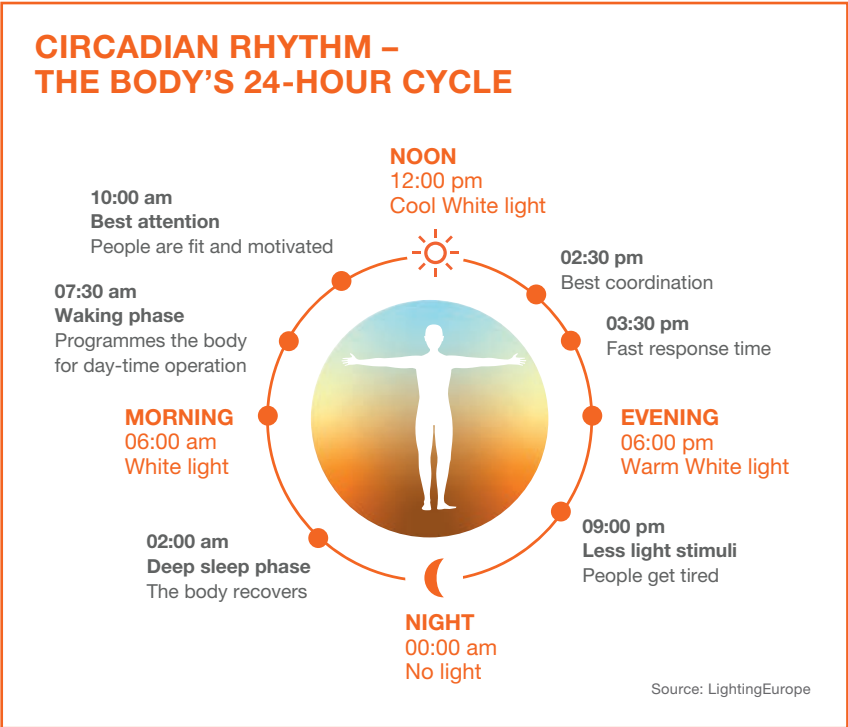 CIRCADIAN RHYTHM –
THE BODY'S 24-HOUR CYCLE
NOON
12:00 pm
Cool White light
10:00 am
Best attention
People are fit and motivated
02:30 pm
Best coordination
07:30 am
Waking phase
Programmes the body
for day-time operation
03:30 pm
Fast response time
MORNING
06:00 am
White light
EVENING
06:00 pm
Warm White light
02:00 am
Deep sleep phase
The body recovers
09:00 pm
Less light stimuli
People get tired
NIGHT
00:00 am
No light
Source: LightingEurope